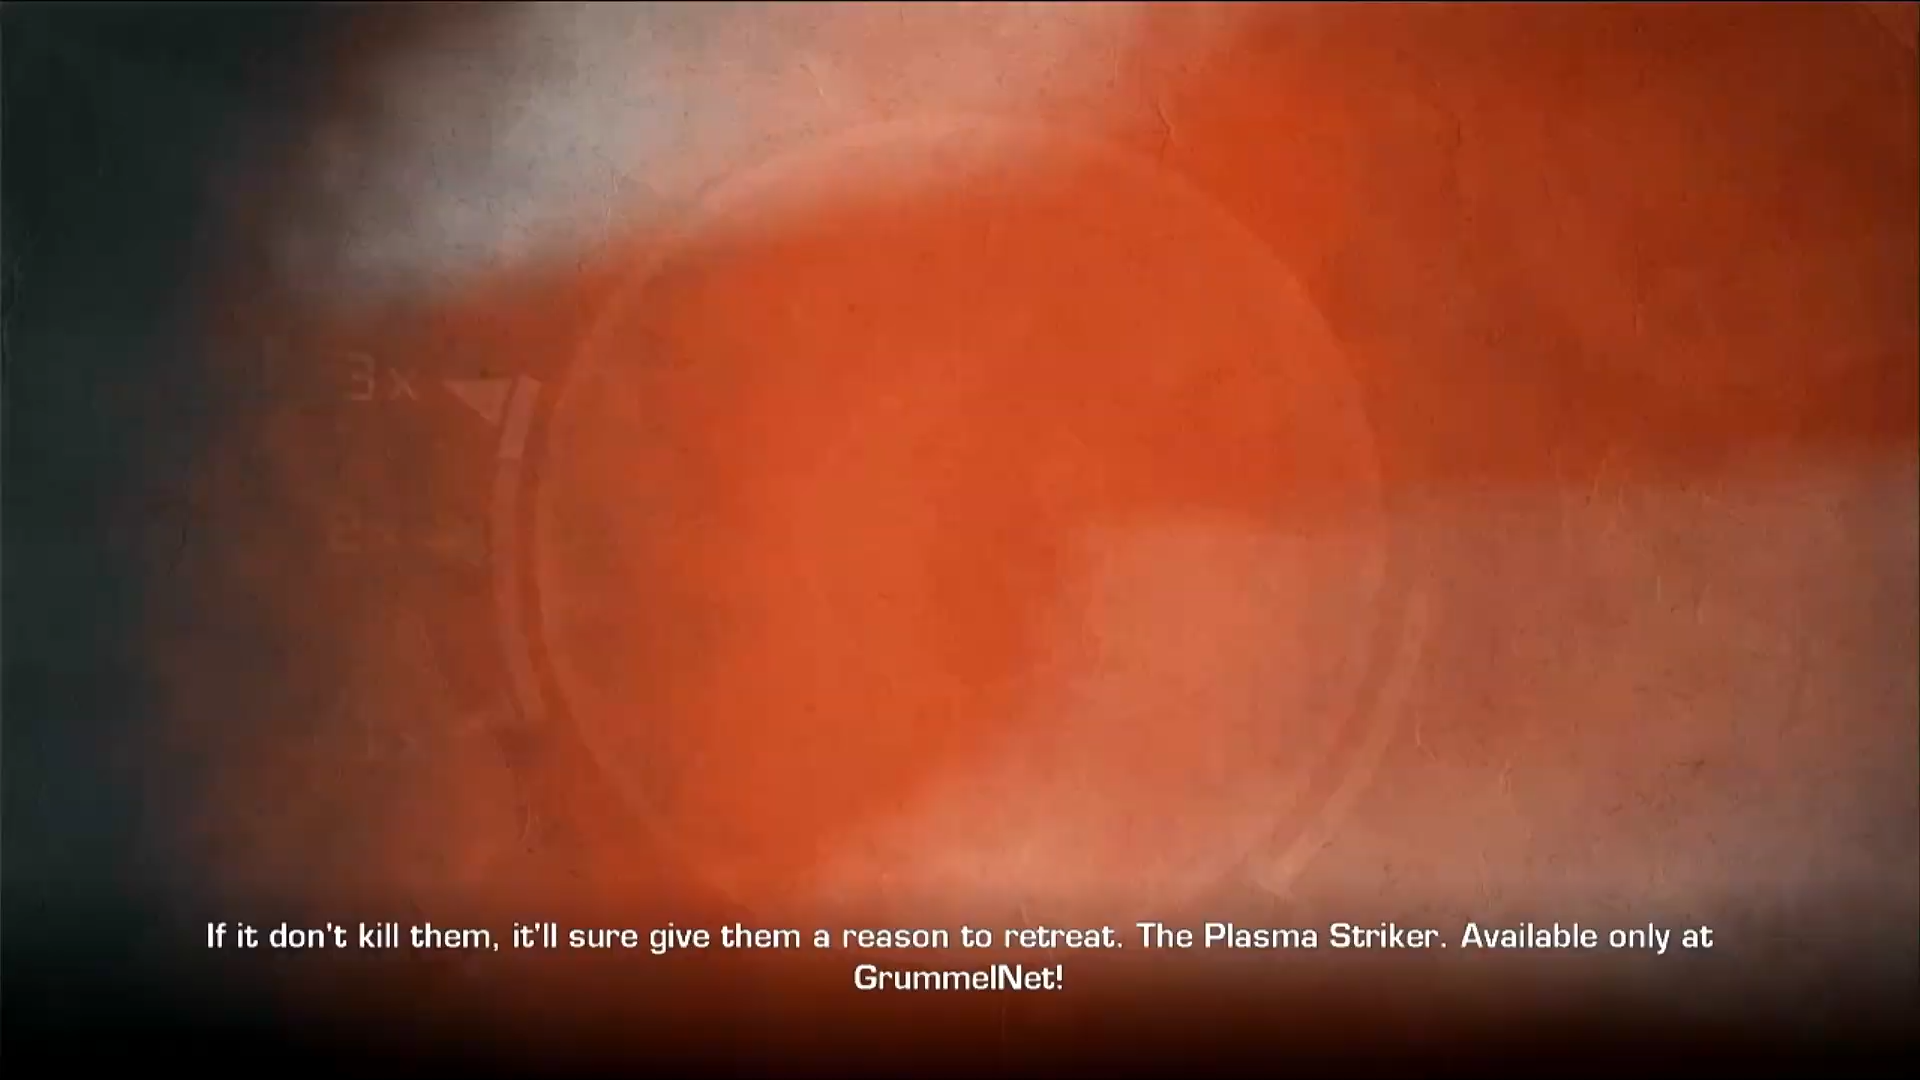 3x
If it don't kill them, it'll sure give them a reason to retreat. The Plasma Striker. Available only at
GrummelNet!